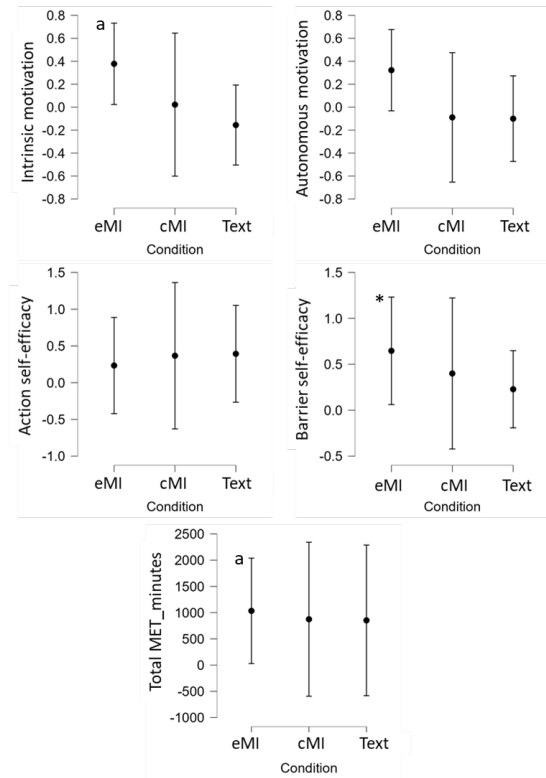 Intrinsic motivation
a
0.8
0.6
0.4
0.2
0.0
-0.2
-0.4
-0.6
-0.8
eMI cMI Text
Condition
Autonomous motivation
0.8
0.6
0.4
0.2
0.0
-0.2
-0.4
-0.6
-0.8
eMI cMI Text
Condition
Action self-efficacy
1.5
1.0
0.5
0.0
-0.5
-1.0
eMI cMI Text
Condition
Barrier self-efficacy
*
1.5
1.0
0.5
0.0
-0.5
eMI cMI Text
Condition
Total MET_minutes
a
2500
2000
1500
1000
500
0
-500
-1000
eMI cMI Text
Condition